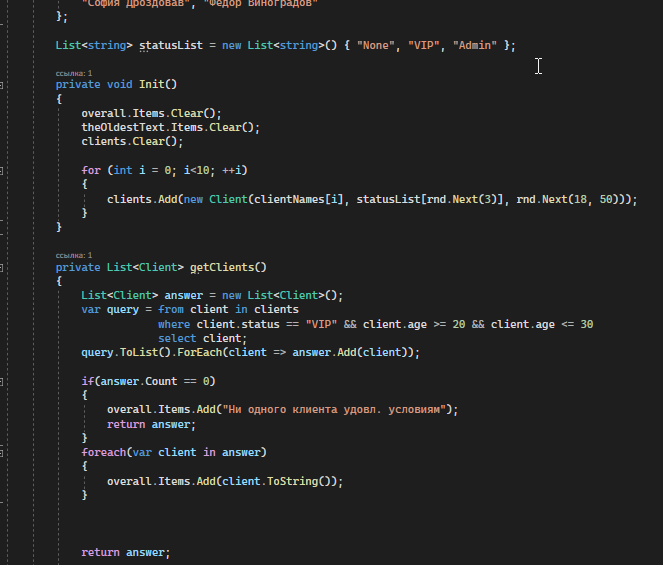 "София Дроздовав", "Федор Виноградов"
};
List<string> statusList = new List<string>() { "None", "VIP", "Admin" };
ссылка: 1
private void Init()
{
overall.Items.Clear();
theOldestText.Items.Clear();
clients.Clear();
for (int i = 0; i<10; ++i)
{
clients.Add(new Client(clientNames[i], statusList[rnd.Next(3)], rnd.Next(18, 50)));
}
}
ссылка: 1
private List<Client> getClients()
{
List<Client> answer = new List<Client>();
var query = from client in clients
where client.status == "VIP" && client.age >= 20 && client.age <= 30
select client;
query.ToList().ForEach(client => answer.Add(client));
if(answer.Count == 0)
{
overall.Items.Add("Ни одного клиента удовл. условиям");
return answer;
}
foreach(var client in answer)
{
overall.Items.Add(client.ToString());
}
return answer;